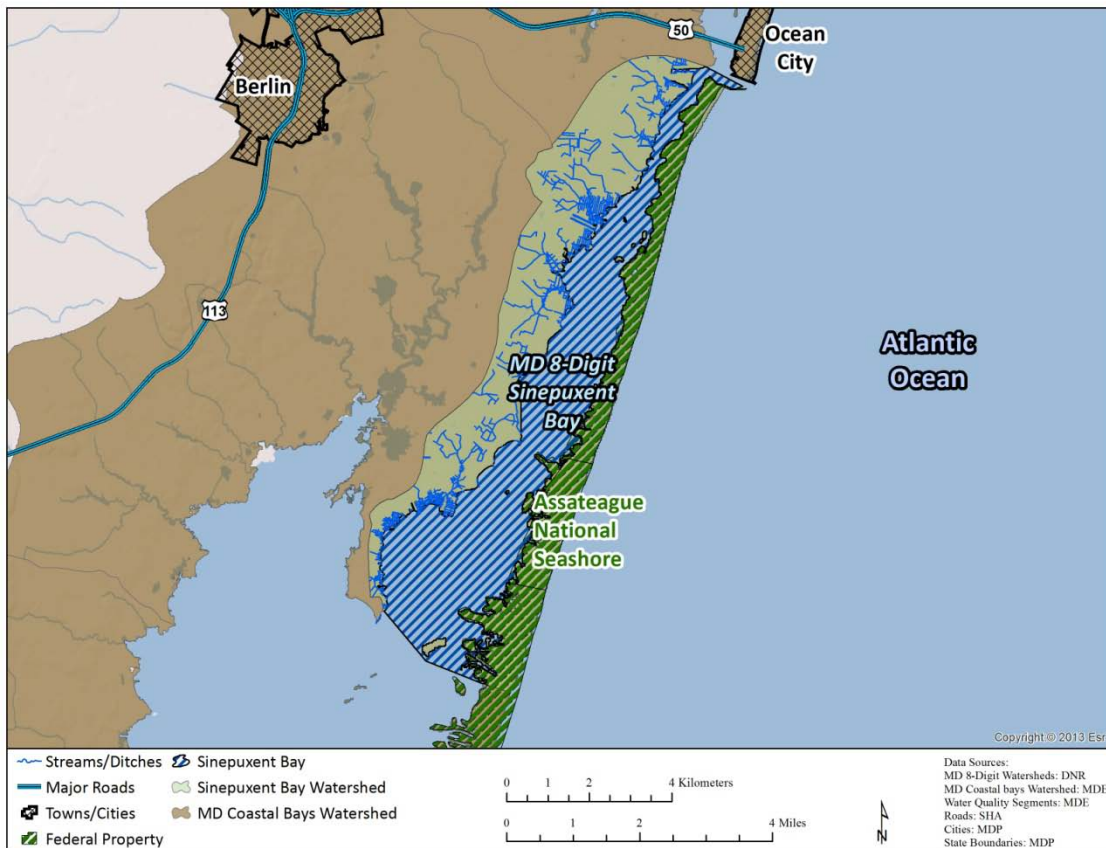 50
Ocean
City
Berlin
113
MD 8-Digit
Sinepuxent
Bay
Atlantic
Ocean
Assateague
National
Seashore
Copyright © 2013 Esr
Streams/Ditches
Major Roads
Towns/Cities
Federal Property
Sinepuxent Bay
Sinepuxent Bay Watershed
MD Coastal Bays Watershed
0 1 2 4 Kilometers
0 1 2 4 Miles
N
Data Sources:
MD 8-Digit Watersheds: DNR
MD Coastal bays Watershed: MDE
Water Quality Segments: MDE
Roads: SHA
Cities: MDP
State Boundaries: MDP